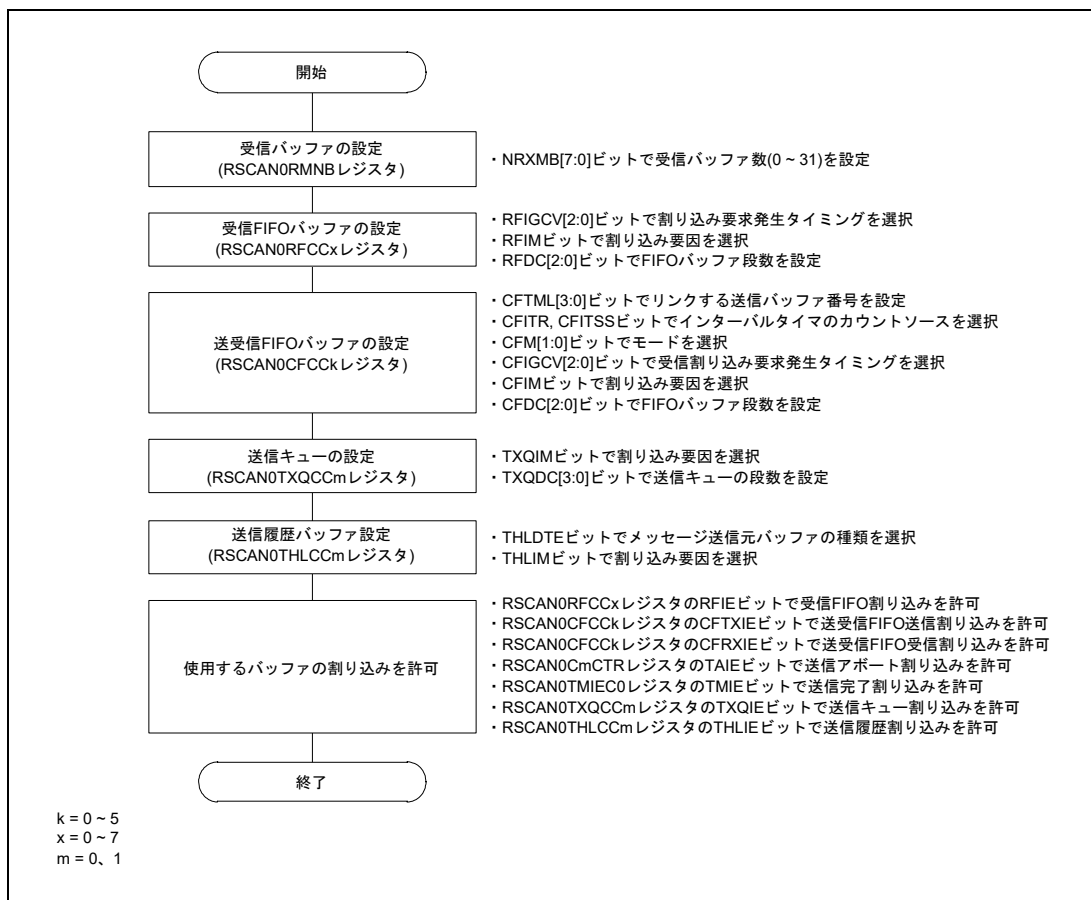 開始
受信バッファの設定
(RSCAN0RMNBレジスタ)
・NRXMB[7:0]ビットで受信バッファ数(0 ~ 31)を設定
受信FIFOバッファの設定
(RSCAN0RFCCxレジスタ)
・RFIGCV[2:0]ビットで割り込み要求発生タイミングを選択
・RFIMビットで割り込み要因を選択
・RFDC[2:0]ビットでFIFOバッファ段数を設定
送受信FIFOバッファの設定
(RSCAN0CFCCkレジスタ)
・CFTML[3:0]ビットでリンクする送信バッファ番号を設定
・CFITR, CFITSSビットでインターバルタイマのカウントソースを選択
・CFM[1:0]ビットでモードを選択
・CFIGCV[2:0]ビットで受信割り込み要求発生タイミングを選択
・CFIMビットで割り込み要因を選択
・CFDC[2:0]ビットでFIFOバッファ段数を設定
送信キューの設定
(RSCAN0TXQCCmレジスタ)
・TXQIMビットで割り込み要因を選択
・TXQDC[3:0]ビットで送信キューの段数を設定
送信履歴バッファ設定
(RSCAN0THLCCmレジスタ)
・THLDTEビットでメッセージ送信元バッファの種類を選択
・THLIMビットで割り込み要因を選択
使用するバッファの割り込みを許可
・RSCAN0RFCCxレジスタのRFIEビットで受信FIFO割り込みを許可
・RSCAN0CFCCkレジスタのCFTXIEビットで送受信FIFO送信割り込みを許可
・RSCAN0CFCCkレジスタのCFRXIEビットで送受信FIFO受信割り込みを許可
・RSCAN0CmCTRレジスタのTAIEビットで送信アボート割り込みを許可
・RSCAN0TMIEC0レジスタのTMIEビットで送信完了割り込みを許可
・RSCAN0TXQCCmレジスタのTXQIEビットで送信キュー割り込みを許可
・RSCAN0THLCCmレジスタのTHLIEビットで送信履歴割り込みを許可
終了
k = 0 ~ 5
x = 0 ~ 7
m = 0、1